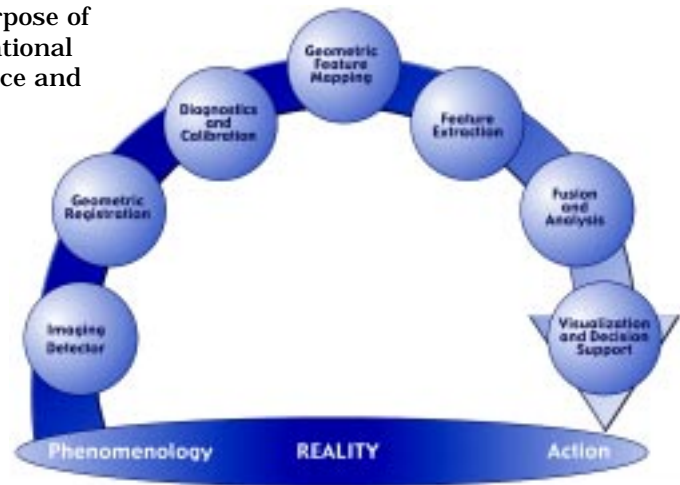 rpose of
ational
ce and
Geometric
Feature
Mapping
Diagnostics
and
Calibration
Feature
Extraction
Geometric
Registration
Fusion
and
Analysis
Imaging
Detector
Visualization
and Decision
Support
Phenomenology REALITY Action